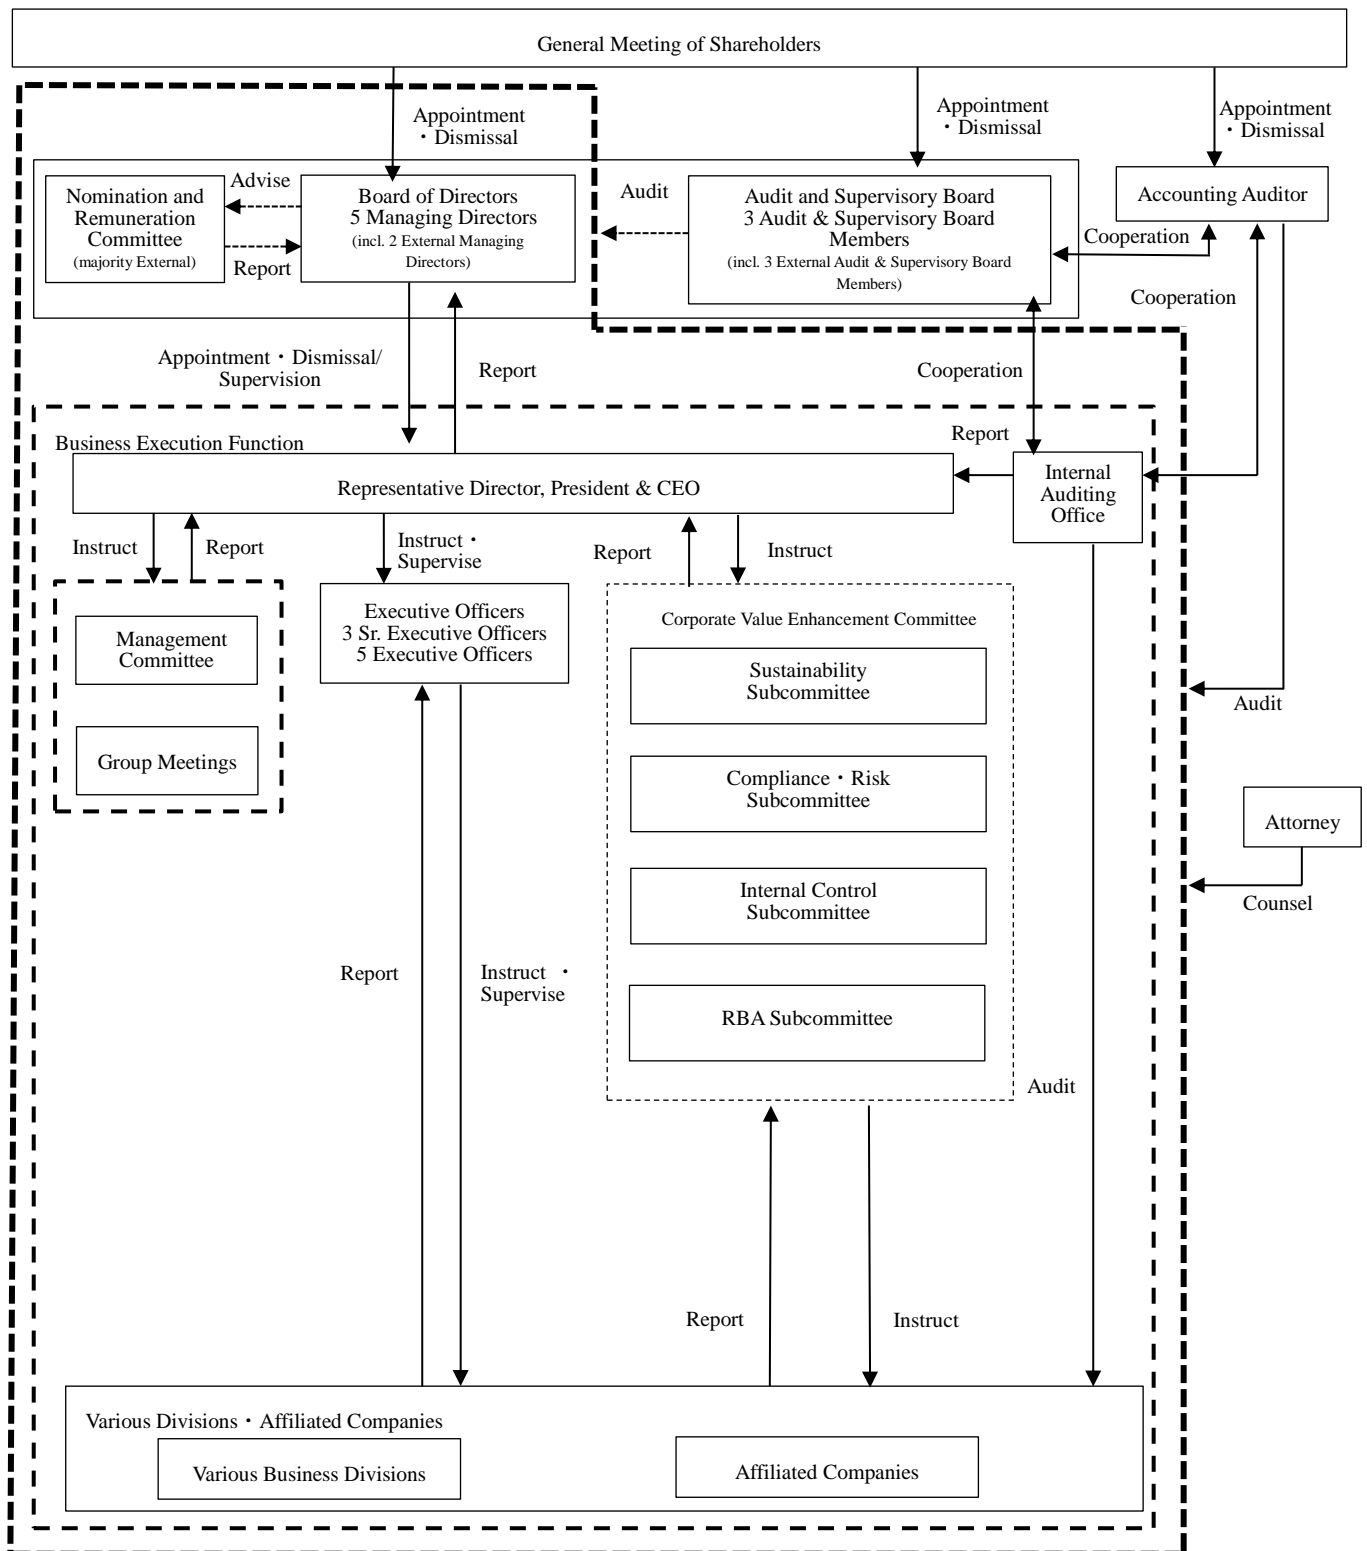 General Meeting of Shareholders
Appointment
・Dismissal
Appointment
・Dismissal
Appointment
・Dismissal
Nomination and
Remuneration
Committee
(majority External)
Advise
Report
Board of Directors
5 Managing Directors
(incl. 2 External Managing
Directors)
Audit
Audit and Supervisory Board
3 Audit & Supervisory Board
Members
(incl. 3 External Audit & Supervisory Board
Members)
Accounting Auditor
Cooperation
Cooperation
Appointment・Dismissal/
Supervision
Report
Cooperation
Business Execution Function
Report
Representative Director, President & CEO
Internal
Auditing
Office
Instruct
Report
Instruct・
Supervise
Report
Instruct
Management
Committee
Group Meetings
Executive Officers
3 Sr. Executive Officers
5 Executive Officers
Corporate Value Enhancement Committee
Sustainability
Subcommittee
Compliance・Risk
Subcommittee
Internal Control
Subcommittee
RBA Subcommittee
Audit
Attorney
Counsel
Report
Instruct ・
Supervise
Audit
Report
Instruct
Various Divisions・Affiliated Companies
Various Business Divisions
Affiliated Companies